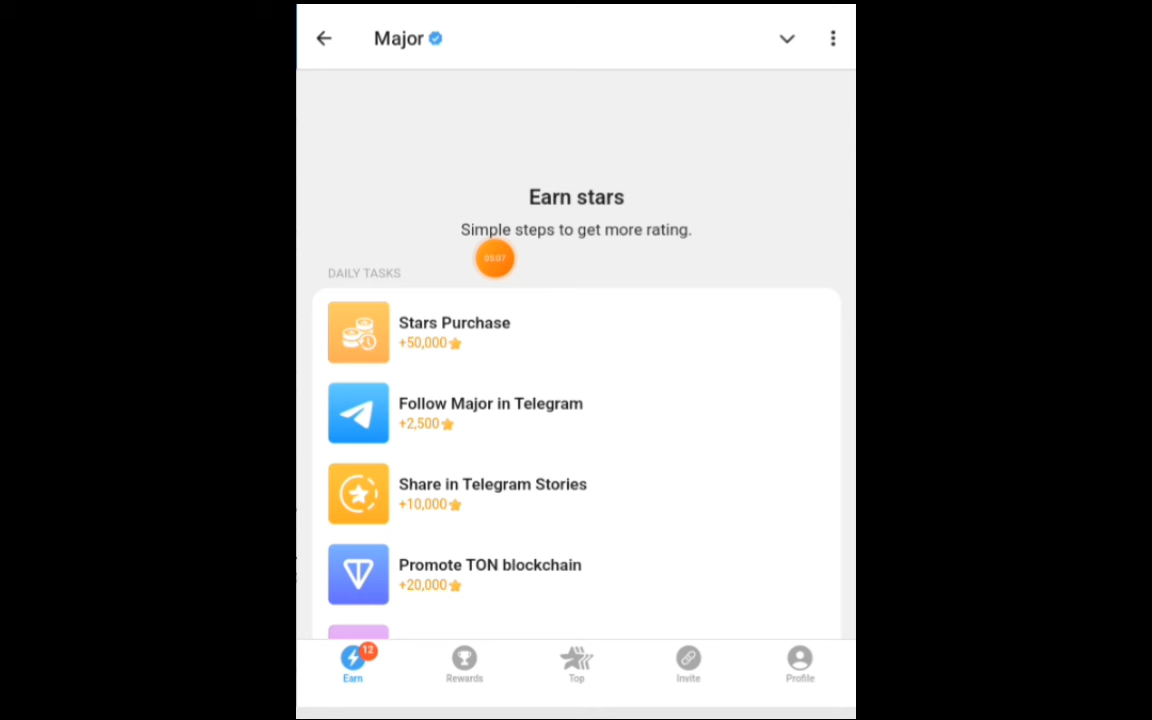 Major
Earn stars
Simple steps to get more rating.
05:07
DAILY TASKS
Stars Purchase
+50,000
Follow Major in Telegram
+2,500
Share in Telegram Stories
+10,000
Promote TON blockchain
+20,000
12
Earn
Rewards
Top
Invite
Profile